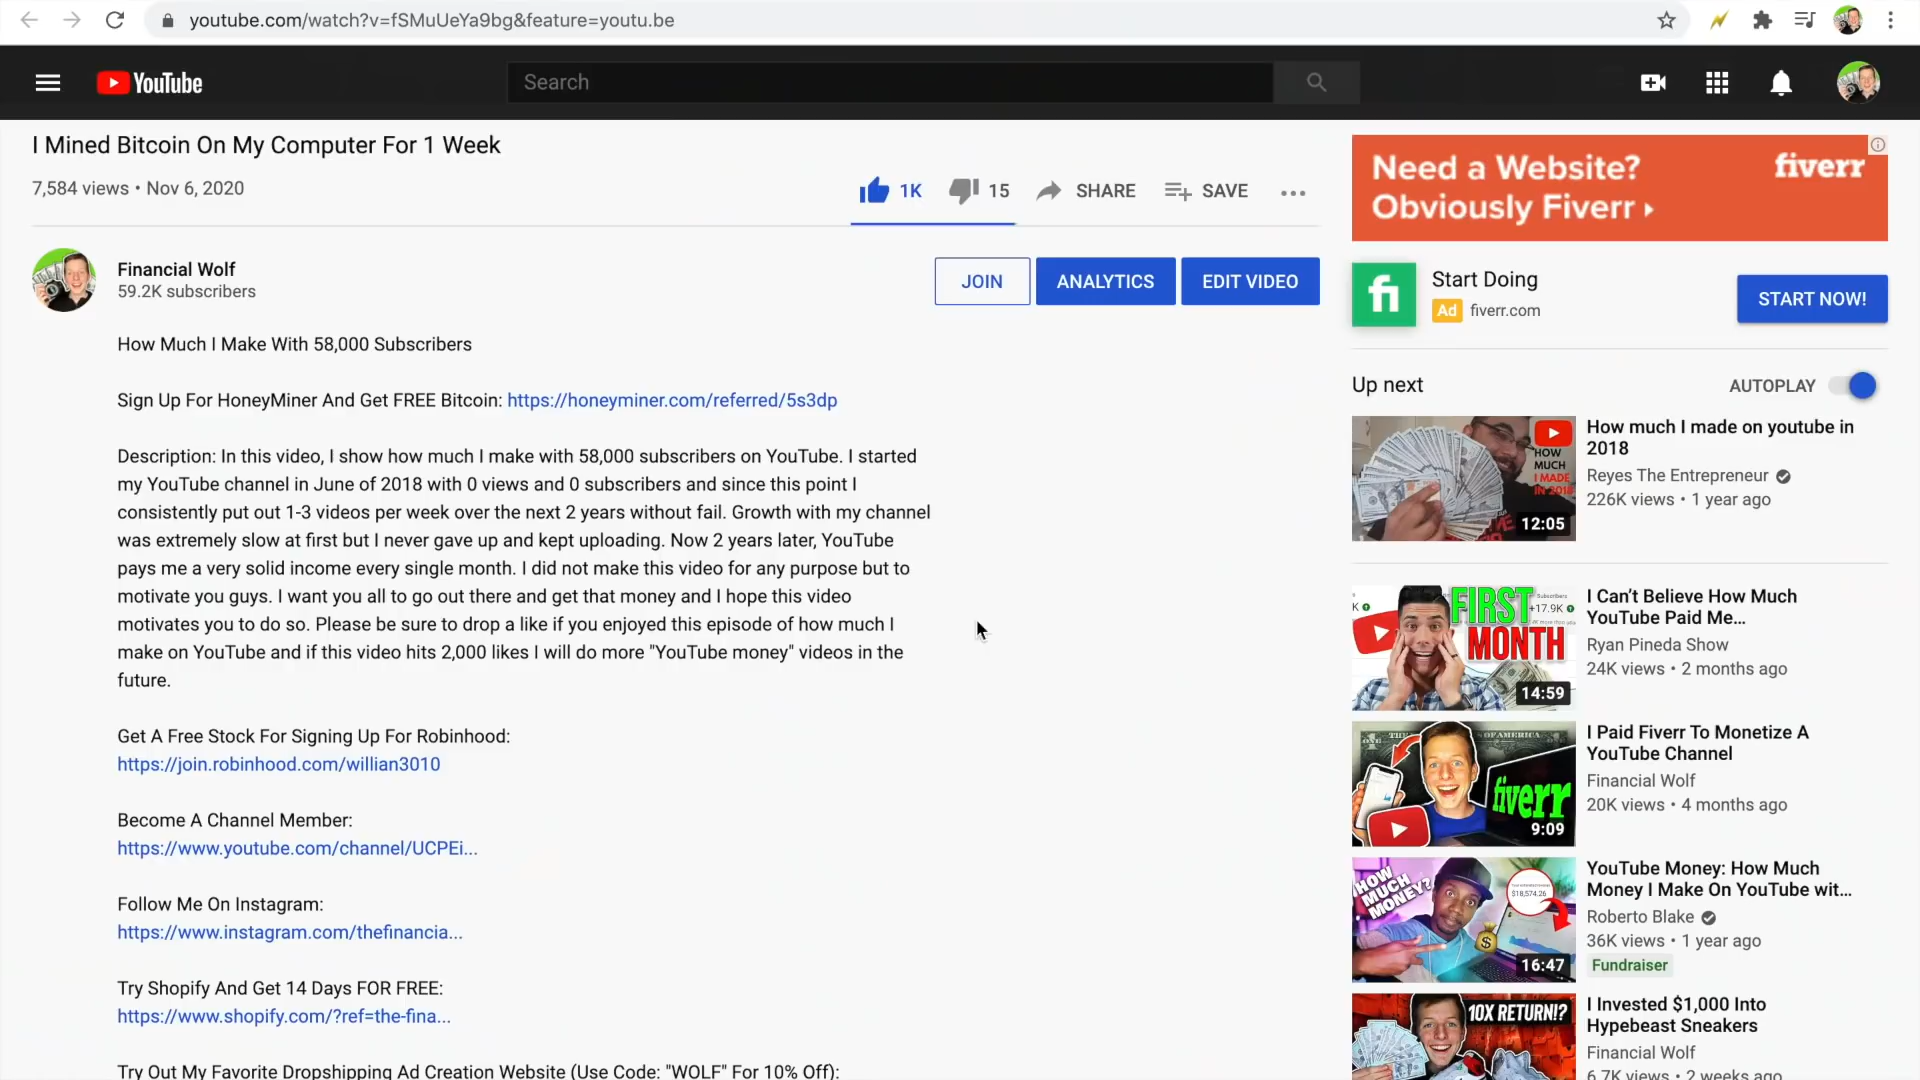 youtube.com/watch?v=fSMuUeYa9bg&feature=youtu.be
YouTube
Search
I Mined Bitcoin On My Computer For 1 Week
7,584 views • Nov 6, 2020
1K
15
SHARE
SAVE
Financial Wolf
59.2K subscribers
JOIN
ANALYTICS
EDIT VIDEO
How Much I Make With 58,000 Subscribers
Sign Up For HoneyMiner And Get FREE Bitcoin: https://honeyminer.com/referred/5s3dp
Description: In this video, I show how much I make with 58,000 subscribers on YouTube. I started
my YouTube channel in June of 2018 with 0 views and 0 subscribers and since this point I
consistently put out 1-3 videos per week over the next 2 years without fail. Growth with my channel
was extremely slow at first but I never gave up and kept uploading. Now 2 years later, YouTube
pays me a very solid income every single month. I did not make this video for any purpose but to
motivate you guys. I want you all to go out there and get that money and I hope this video
motivates you to do so. Please be sure to drop a like if you enjoyed this episode of how much I
make on YouTube and if this video hits 2,000 likes I will do more "YouTube money" videos in the
future.
Get A Free Stock For Signing Up For Robinhood:
https://join.robinhood.com/willian3010
Become A Channel Member:
https://www.youtube.com/channel/UCPEi...
Follow Me On Instagram:
https://www.instagram.com/thefinancia...
Try Shopify And Get 14 Days FOR FREE:
https://www.shopify.com/?ref=the-fina...
Try Out My Favorite Dropshipping Ad Creation Website (Use Code: "WOLF" For 10% Off):
Need a Website?
Obviously Fiverr
fiverr
fi
Start Doing
Ad fiverr.com
START NOW!
Up next
AUTOPLAY
HOW
MUCH
I MADE
IN 2018
12:05
How much I made on youtube in
2018
Reyes The Entrepreneur
226K views • 1 year ago
FIRST
MONTH
+17.9K
14:59
I Can't Believe How Much
YouTube Paid Me...
Ryan Pineda Show
24K views • 2 months ago
fiverr
9:09
I Paid Fiverr To Monetize A
YouTube Channel
Financial Wolf
20K views • 4 months ago
HOW
MUCH
MONEY?
$18,574.26
16:47
YouTube Money: How Much
Money I Make On YouTube wit...
Roberto Blake
36K views • 1 year ago
Fundraiser
10X RETURN!?
I Invested $1,000 Into
Hypebeast Sneakers
Financial Wolf
6.7K views • 2 weeks ago